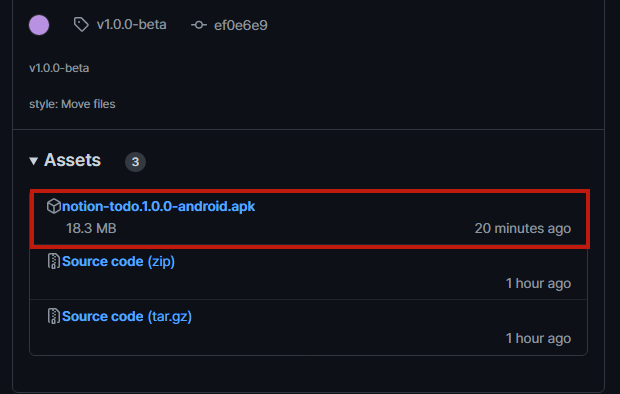 v1.0.0-beta ef0e6e9
v1.0.0-beta
style: Move files
Assets 3
notion-todo.1.0.0-android.apk
18.3 MB 20 minutes ago
Source code (zip)
1 hour ago
Source code (tar.gz)
1 hour ago